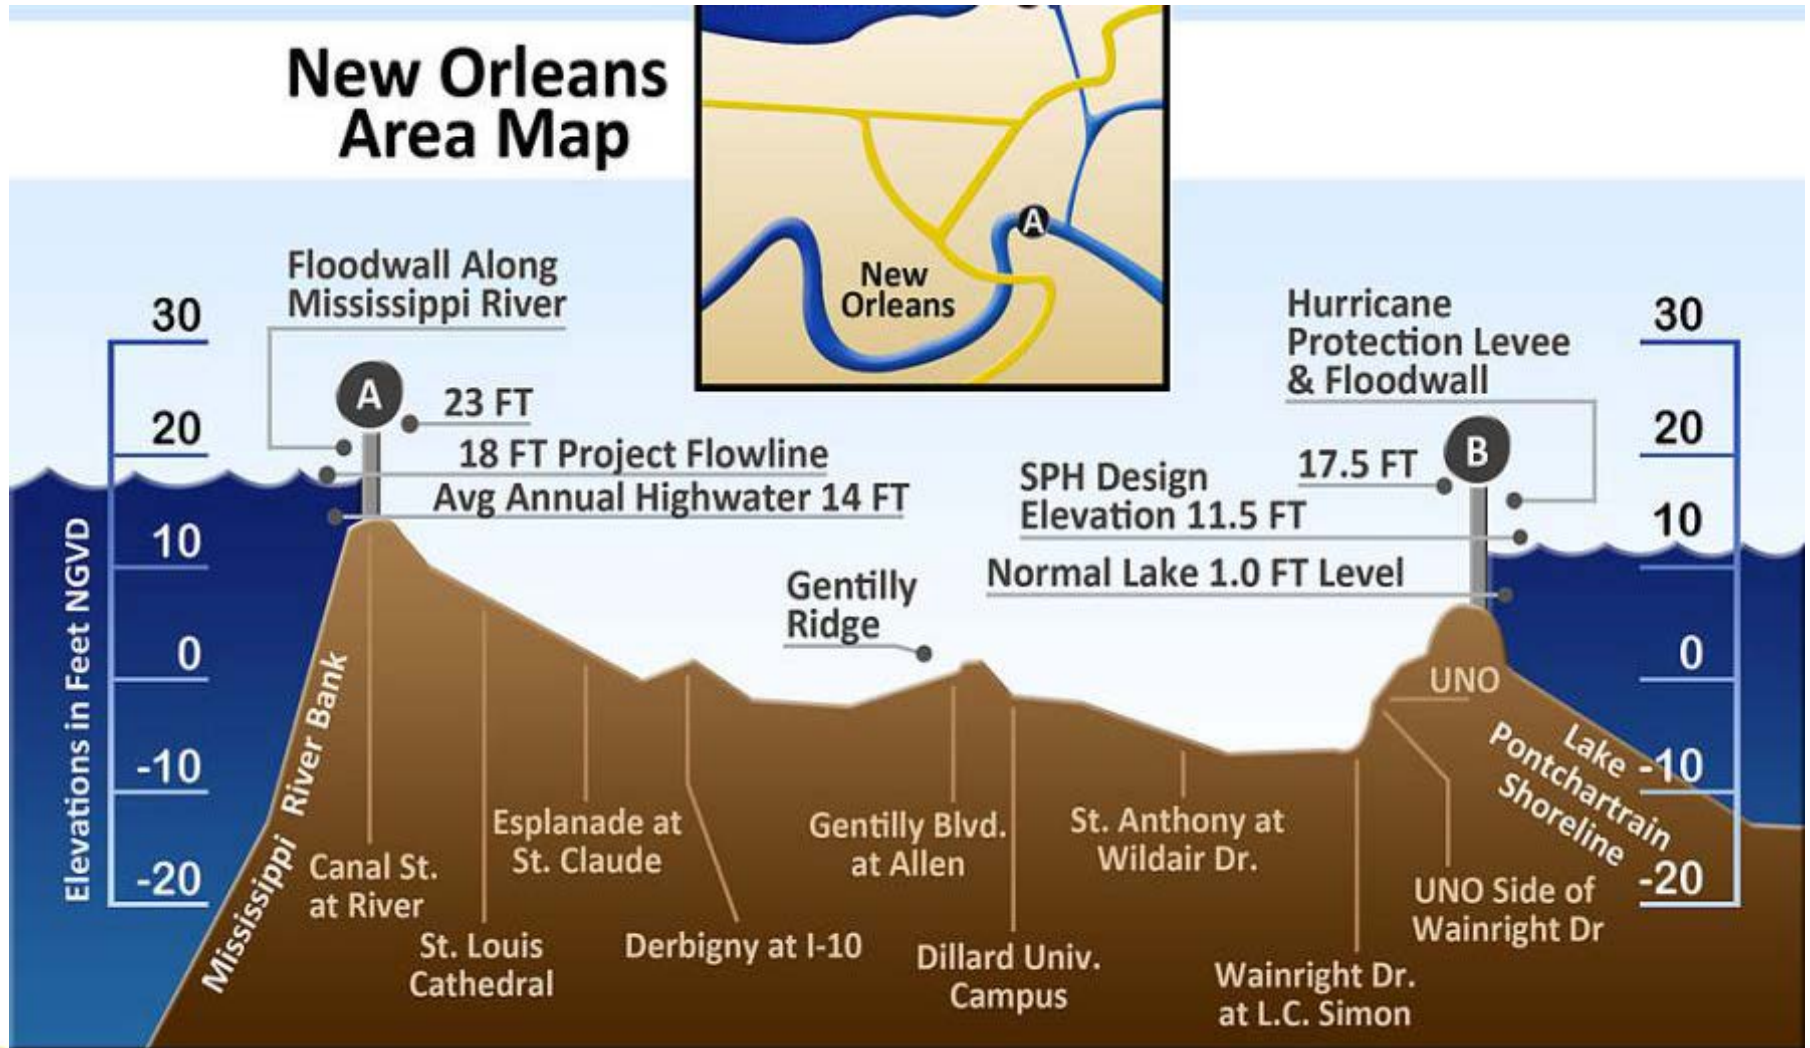 New Orleans
Area Map
New
Orleans
A
Floodwall Along
Mississippi River
30
20
10
0
-10
-20
Elevations in Feet NGVD
A
23 FT
18 FT Project Flowline
Avg Annual Highwater 14 FT
Gentilly
Ridge
Hurricane
Protection Levee
& Floodwall
B
17.5 FT
SPH Design
Elevation 11.5 FT
Normal Lake 1.0 FT Level
30
20
10
0
-10
-20
Mississippi River Bank
Canal St.
at River
St. Louis
Cathedral
Esplanade at
St. Claude
Derbigny at I-10
Gentilly Blvd.
at Allen
Dillard Univ.
Campus
St. Anthony at
Wildair Dr.
Wainright Dr.
at L.C. Simon
UNO
UNO Side of
Wainright Dr
Lake
Pontchartrain
Shoreline